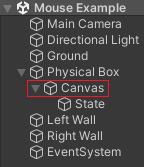 Mouse Example
Main Camera
Directional Light
Ground
Physical Box
Canvas
State
Left Wall
Right Wall
EventSystem